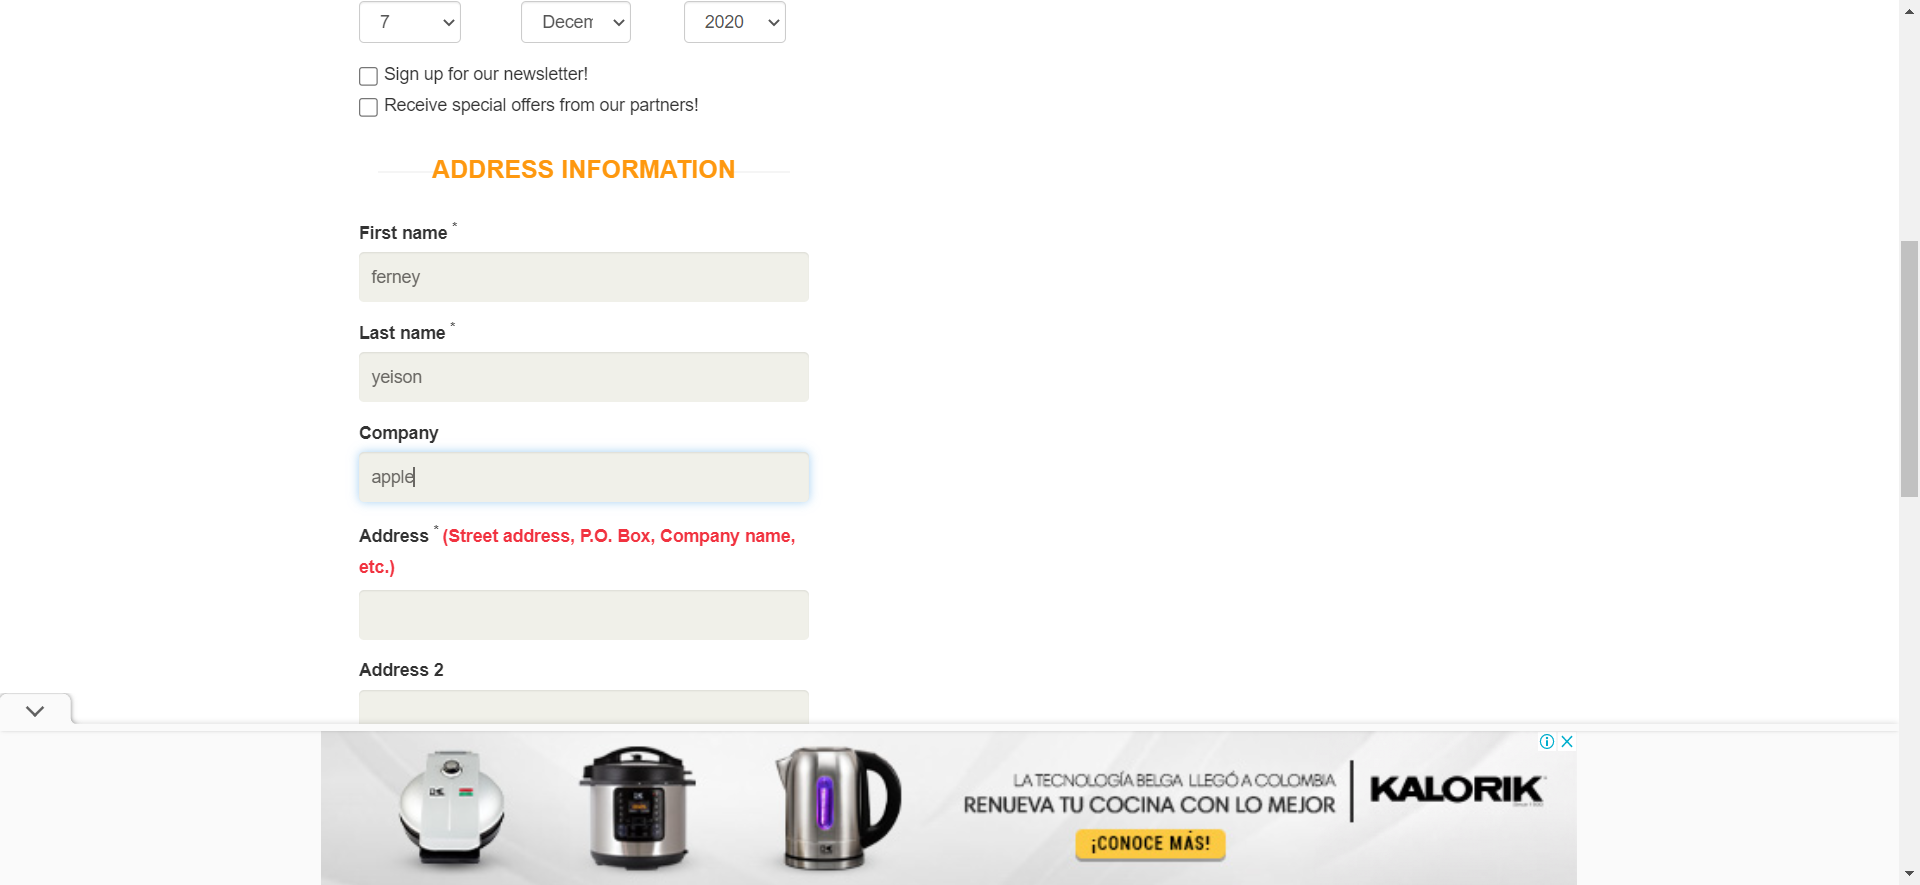 7 Decem 2020
Sign up for our newsletter!
Receive special offers from our partners!
ADDRESS INFORMATION
First name *
ferney
Last name *
yeison
Company
apple
Address * (Street address, P.O. Box, Company name,
etc.)
Address 2
LA TECNOLOGÍA BELGA LLEGÓ A COLOMBIA
RENUEVA TU COCINA CON LO MEJOR
¡CONOCE MÁS!
KALORIK